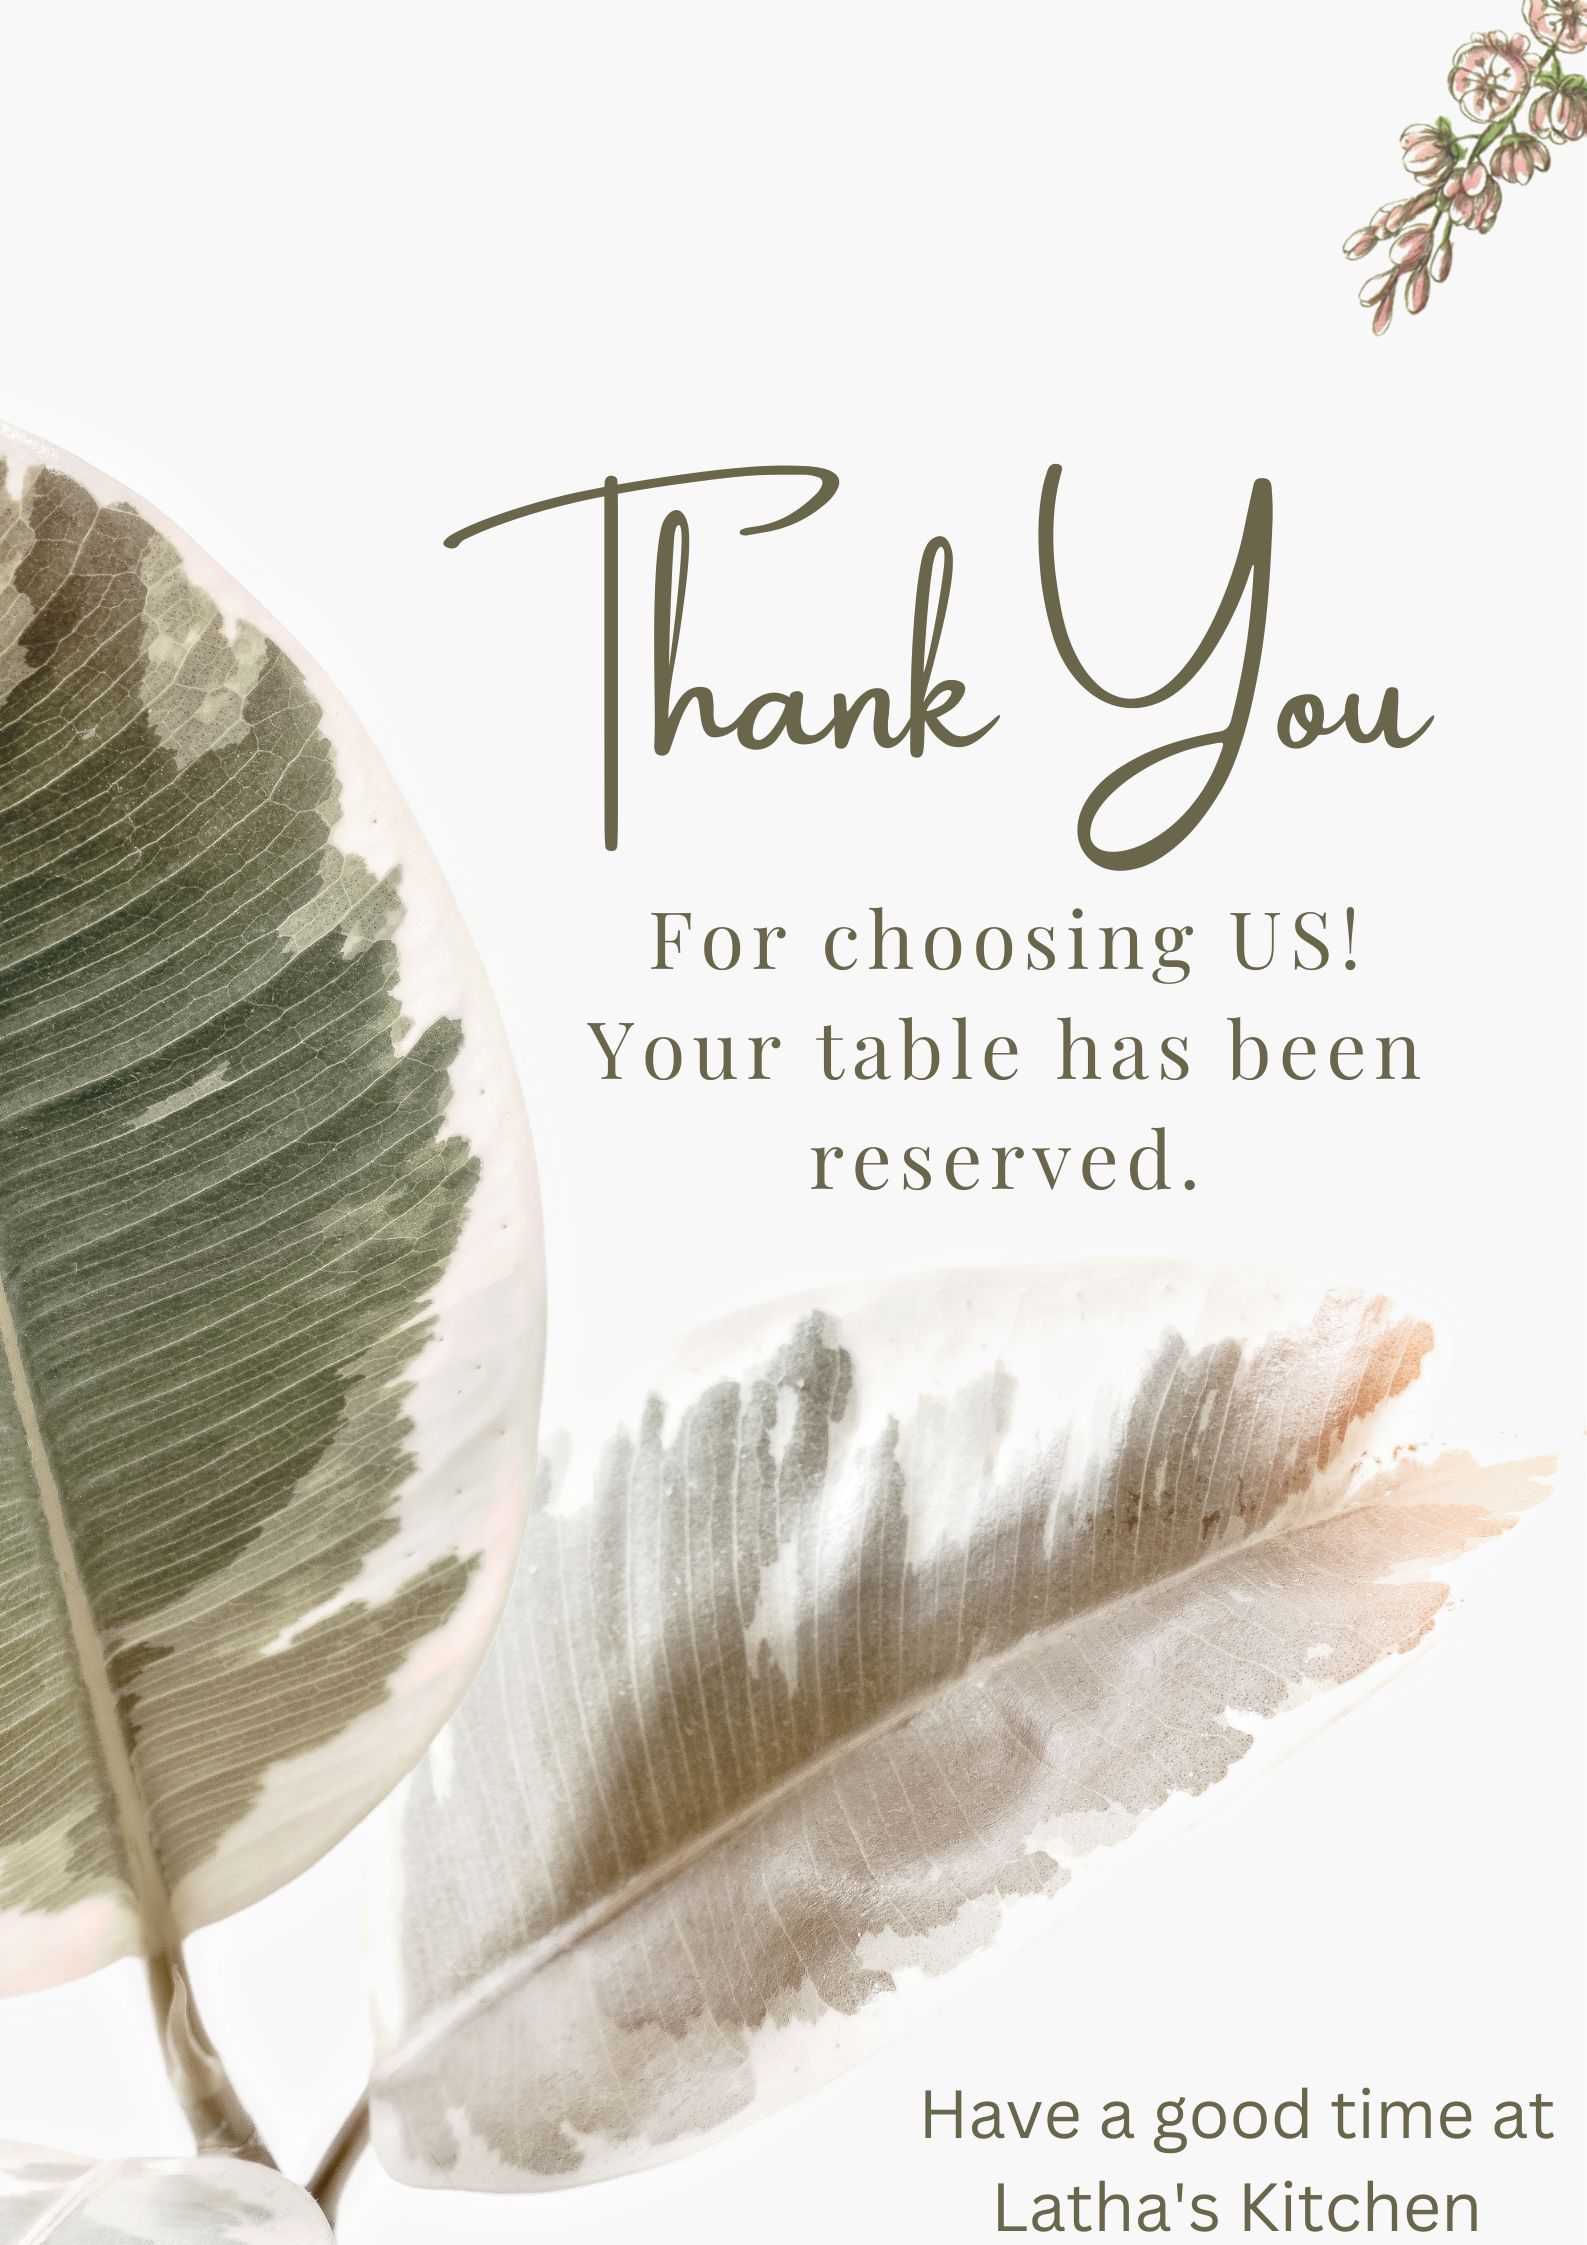 Thank You
For choosing US!
Your table has been
reserved.
Have a good time at
Latha's Kitchen